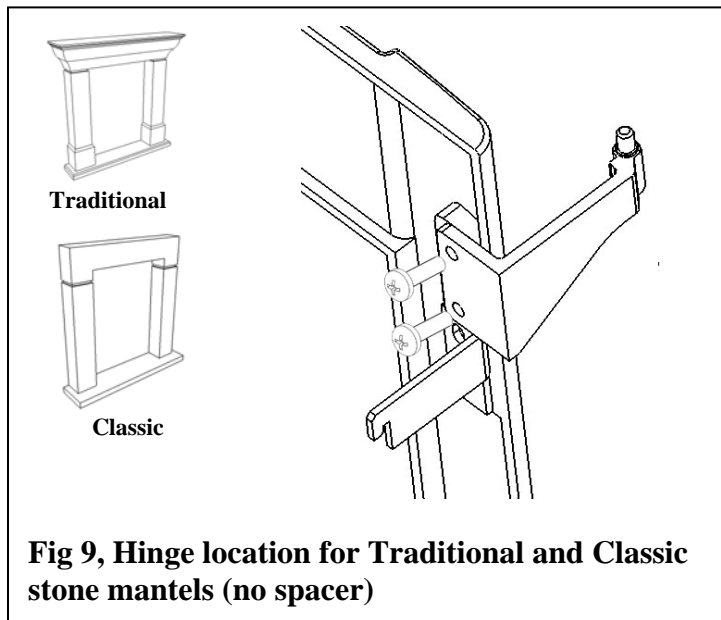 Traditional
Classic
Fig 9, Hinge location for Traditional and Classic
stone mantels (no spacer)